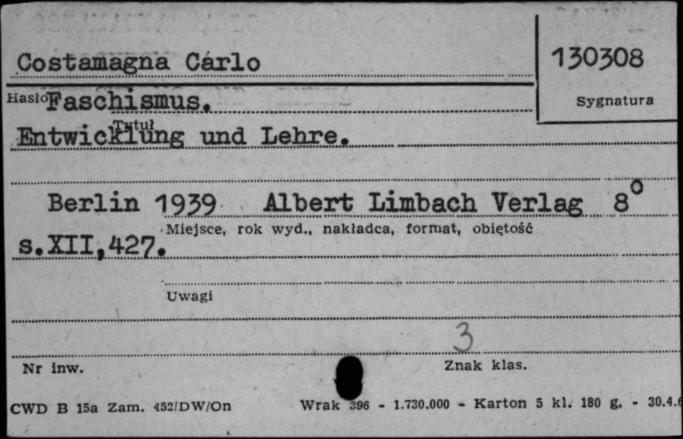 Costamagna Cárlo
130308
Hasło Faschismus.
Sygnatura
Tytuł
Entwicklung und Lehre.
Berlin 1939 Albert Limbach Verlag 8°
Miejsce, rok wyd., nakładca, format, objętość
s.XII,427.
Uwagi
3
Nr inw. Znak klas.
CWD B 15a Zam. 452/DW/On Wrak 396 - 1.730.000 - Karton 5 kl. 180 g. - 30.4.6